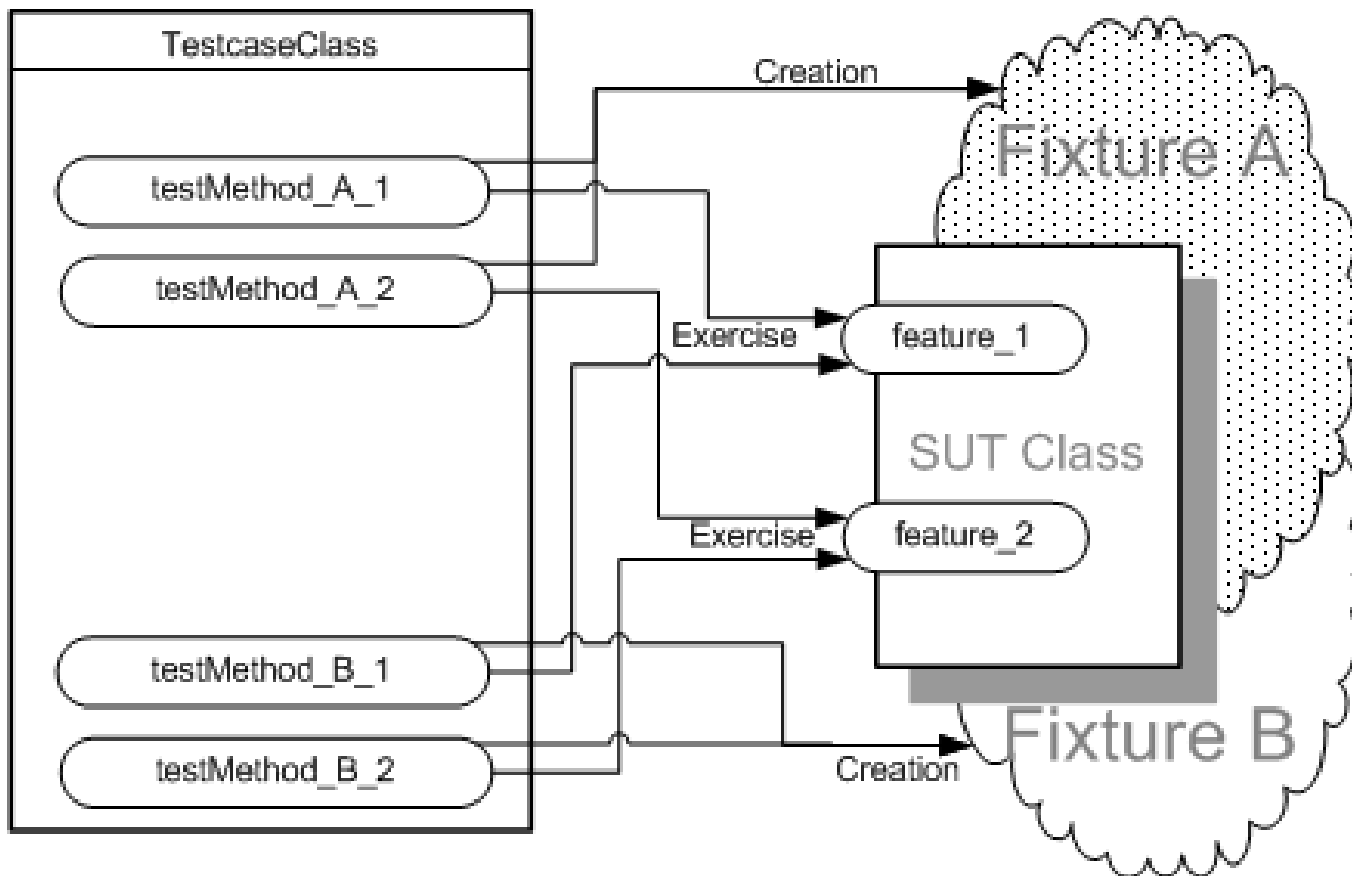 TestcaseClass
Creation
Fixture A
testMethod_A_1
testMethod_A_2
Exercise
feature_1
SUT Class
Exercise
feature_2
testMethod_B_1
testMethod_B_2
Creation
Fixture B